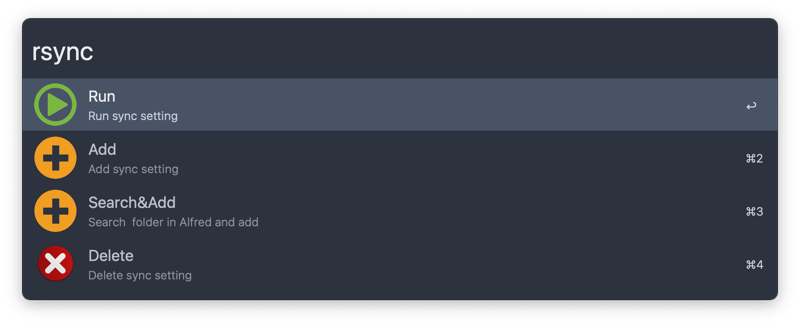 rsync
Run
Run sync setting
↩
Add
Add sync setting
⌘2
Search&Add
Search  folder in Alfred and add
⌘3
Delete
Delete sync setting
⌘4